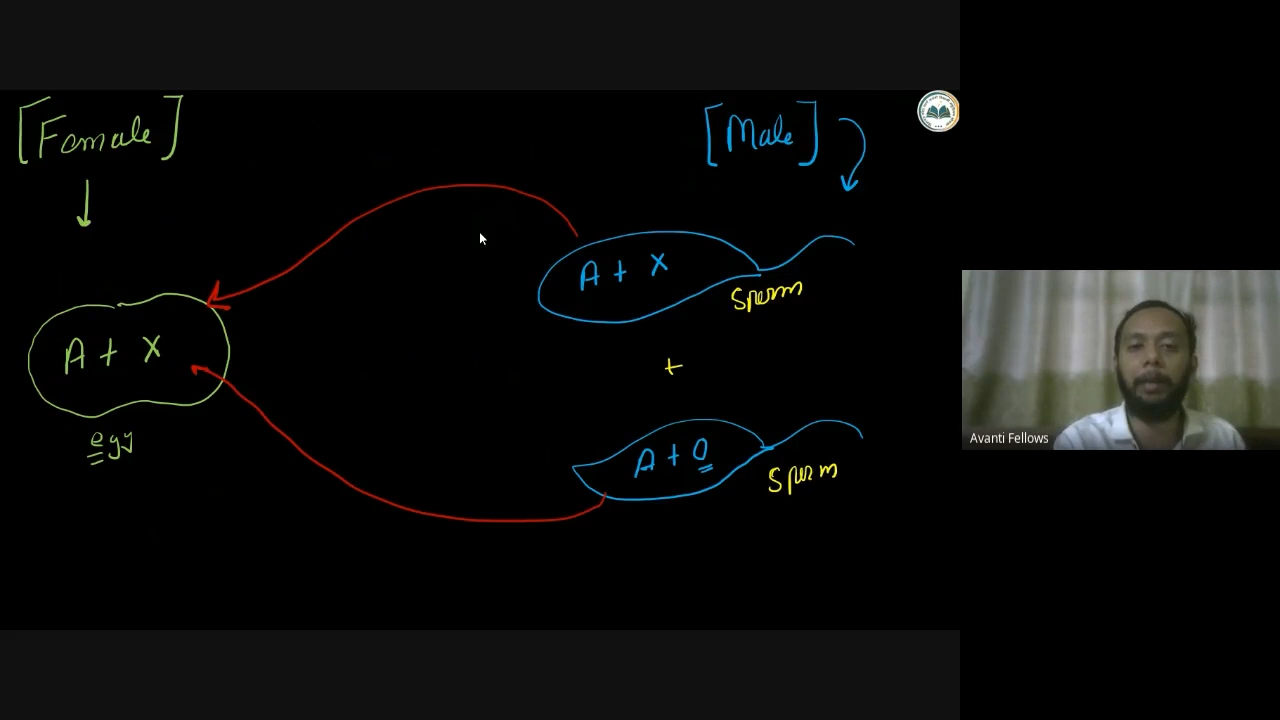 [Female]
[Male]
A + X
Sperm
A + X
egg
+
A + O
Sperm
Avanti Fellows